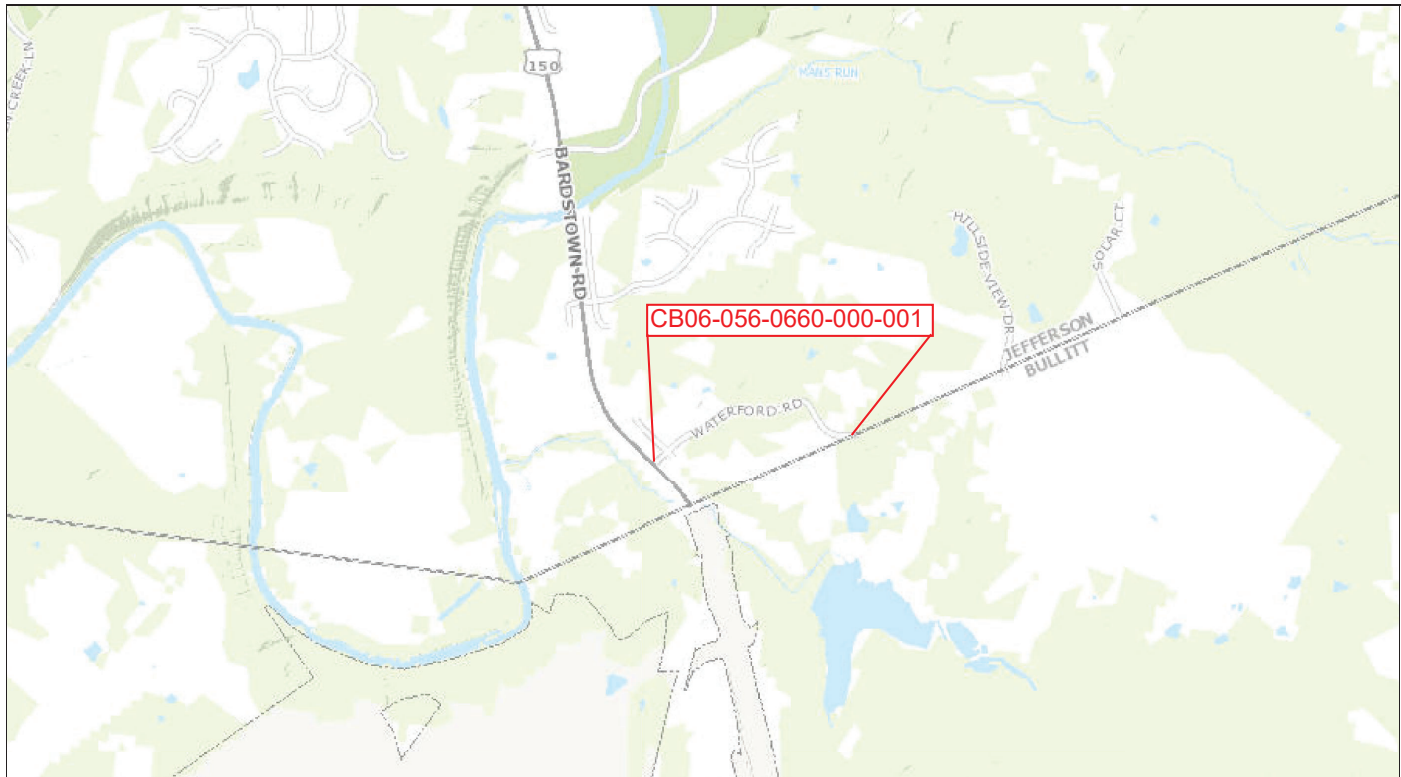 150
MANS RUN
BARDSTOWN RD
HILLSIDE VIEW DR
SOLAR CT
CB06-056-0660-000-001
JEFFERSON
BULLITT
WATERFORD RD
CREEK LN